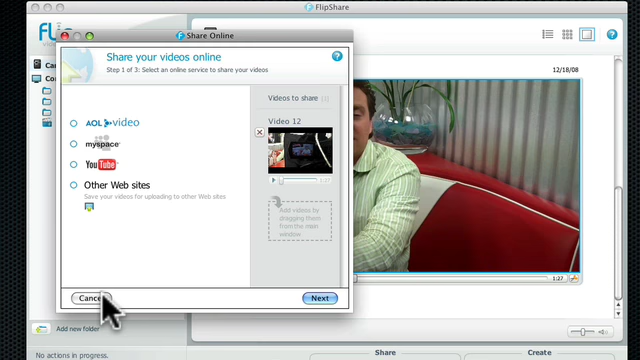 FlipShare
flip
Share Online
Share your videos online
Step 1 of 3: Select an online service to share your videos
12/18/08
Videos to share
AOL video
Video 12
myspace
YouTube
Other Web sites
Save your videos for uploading to other Web sites
Add videos by
dragging them
from the main
window.
1:27
Cancel
Next
Add new folder
No actions in progress.
Share
Create